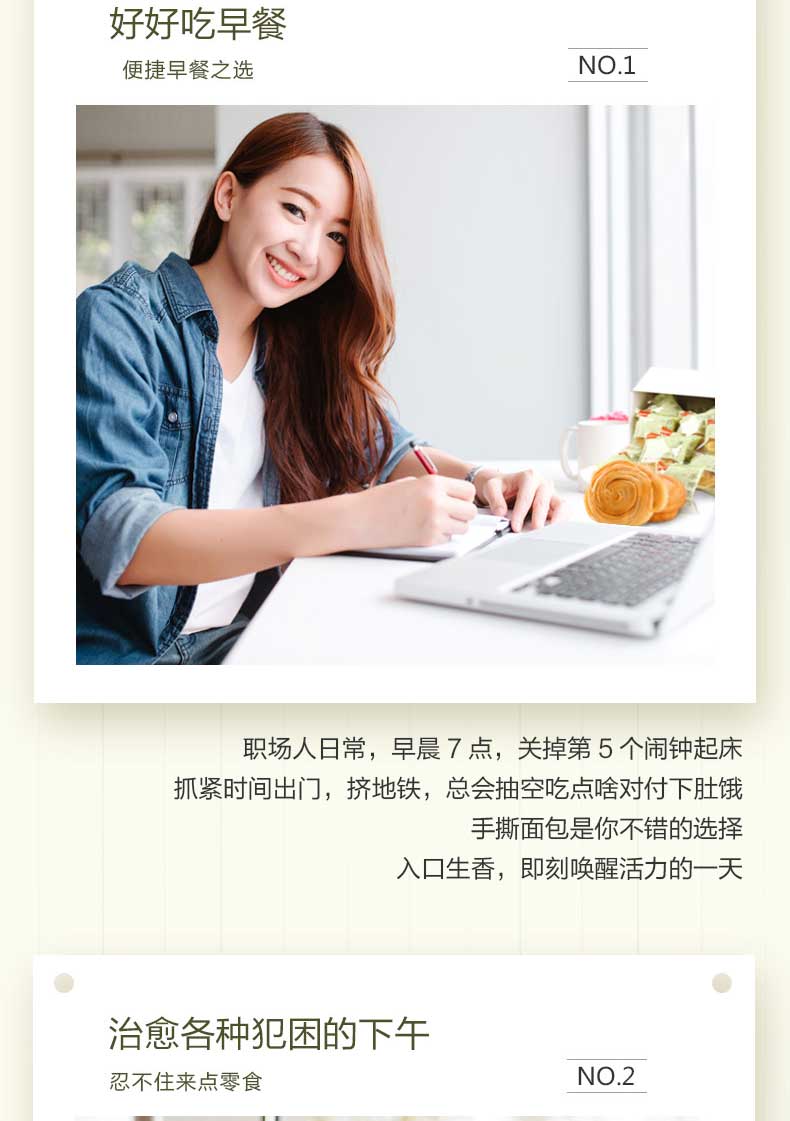 好好吃早餐
便捷早餐之选
NO.1
职场人日常，早晨 7 点，关掉第 5 个闹钟起床
抓紧时间出门，挤地铁，总会抽空吃点啥对付下肚饿
手撕面包是你不错的选择
入口生香，即刻唤醒活力的一天
治愈各种犯困的下午
忍不住来点零食
NO.2